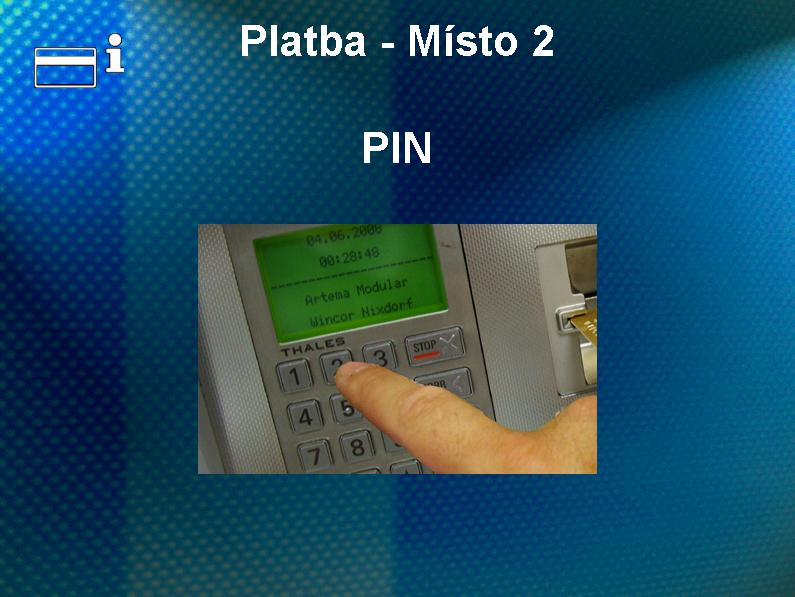 Platba - Místo 2
PIN
04.06.2008
00:28:48
Artema Modular
Wincor Nixdorf
THALES
1 2 3 STOP
4 5
7 8